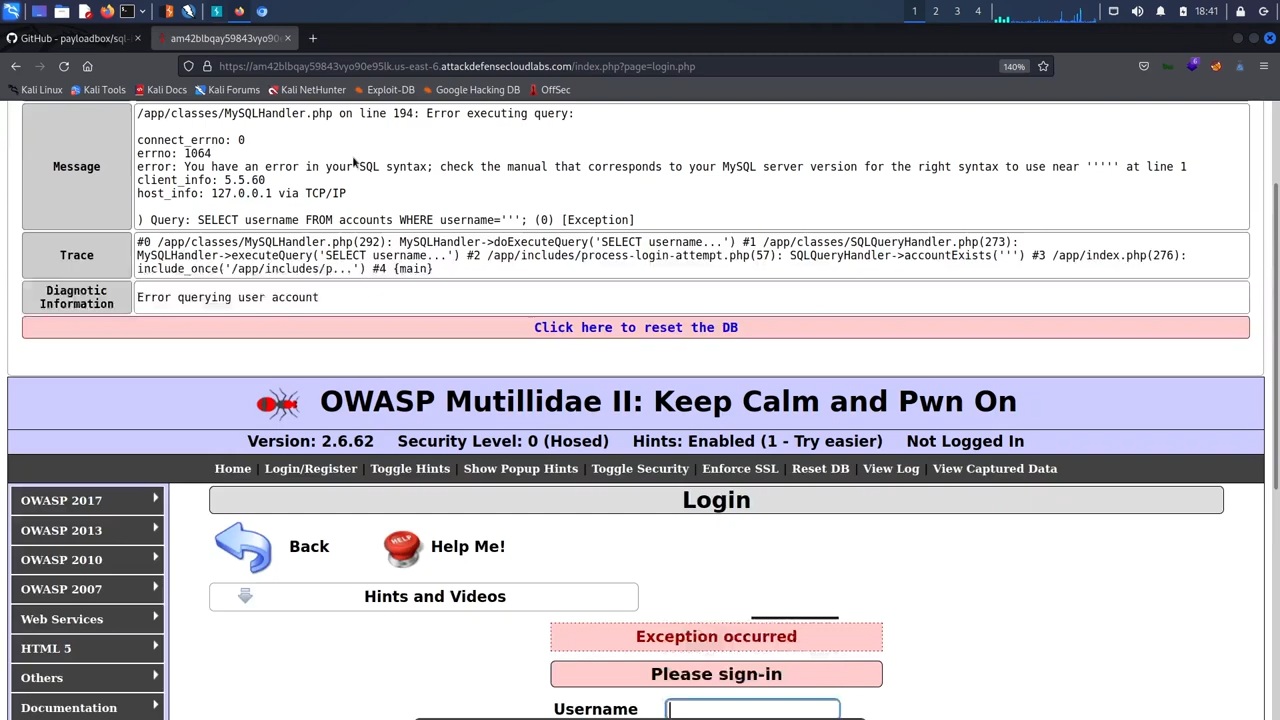 18:41
1 2 3 4
GitHub - payloadbox/sql-
am42blbqay59843vyo90e
https://am42blbqay59843vyo90e95lk.us-east-6.attackdefensecloudlabs.com/index.php?page=login.php
140%
Kali Linux Kali Tools Kali Docs Kali Forums Kali NetHunter Exploit-DB Google Hacking DB OffSec
/app/classes/MySQLHandler.php on line 194: Error executing query:
connect_errno: 0
errno: 1064
Message
error: You have an error in your SQL syntax; check the manual that corresponds to your MySQL server version for the right syntax to use near ''''' at line 1
client_info: 5.5.60
host_info: 127.0.0.1 via TCP/IP
) Query: SELECT username FROM accounts WHERE username='''; (0) [Exception]
Trace
#0 /app/classes/MySQLHandler.php(292): MySQLHandler->doExecuteQuery('SELECT username...') #1 /app/classes/SQLQueryHandler.php(273):
MySQLHandler->executeQuery('SELECT username...') #2 /app/includes/process-login-attempt.php(57): SQLQueryHandler->accountExists(''') #3 /app/index.php(276):
include_once('/app/includes/p...') #4 {main}
Diagnostic
Information
Error querying user account
Click here to reset the DB
OWASP Mutillidae II: Keep Calm and Pwn On
Version: 2.6.62 Security Level: 0 (Hosed) Hints: Enabled (1 - Try easier) Not Logged In
Home | Login/Register | Toggle Hints | Show Popup Hints | Toggle Security | Enforce SSL | Reset DB | View Log | View Captured Data
OWASP 2017
OWASP 2013
OWASP 2010
OWASP 2007
Web Services
HTML 5
Others
Documentation
Login
Back
HELP
Help Me!
Hints and Videos
Exception occurred
Please sign-in
Username